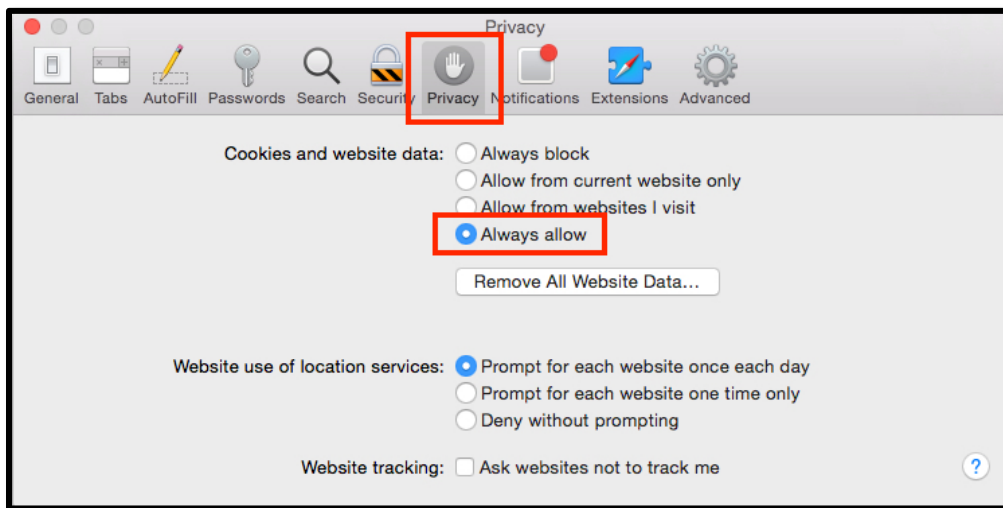 Privacy
General Tabs AutoFill Passwords Search Security Privacy Notifications Extensions Advanced
Cookies and website data: Always block
Allow from current website only
Allow from websites I visit
Always allow
Remove All Website Data...
Website use of location services: Prompt for each website once each day
Prompt for each website one time only
Deny without prompting
Website tracking: Ask websites not to track me ?